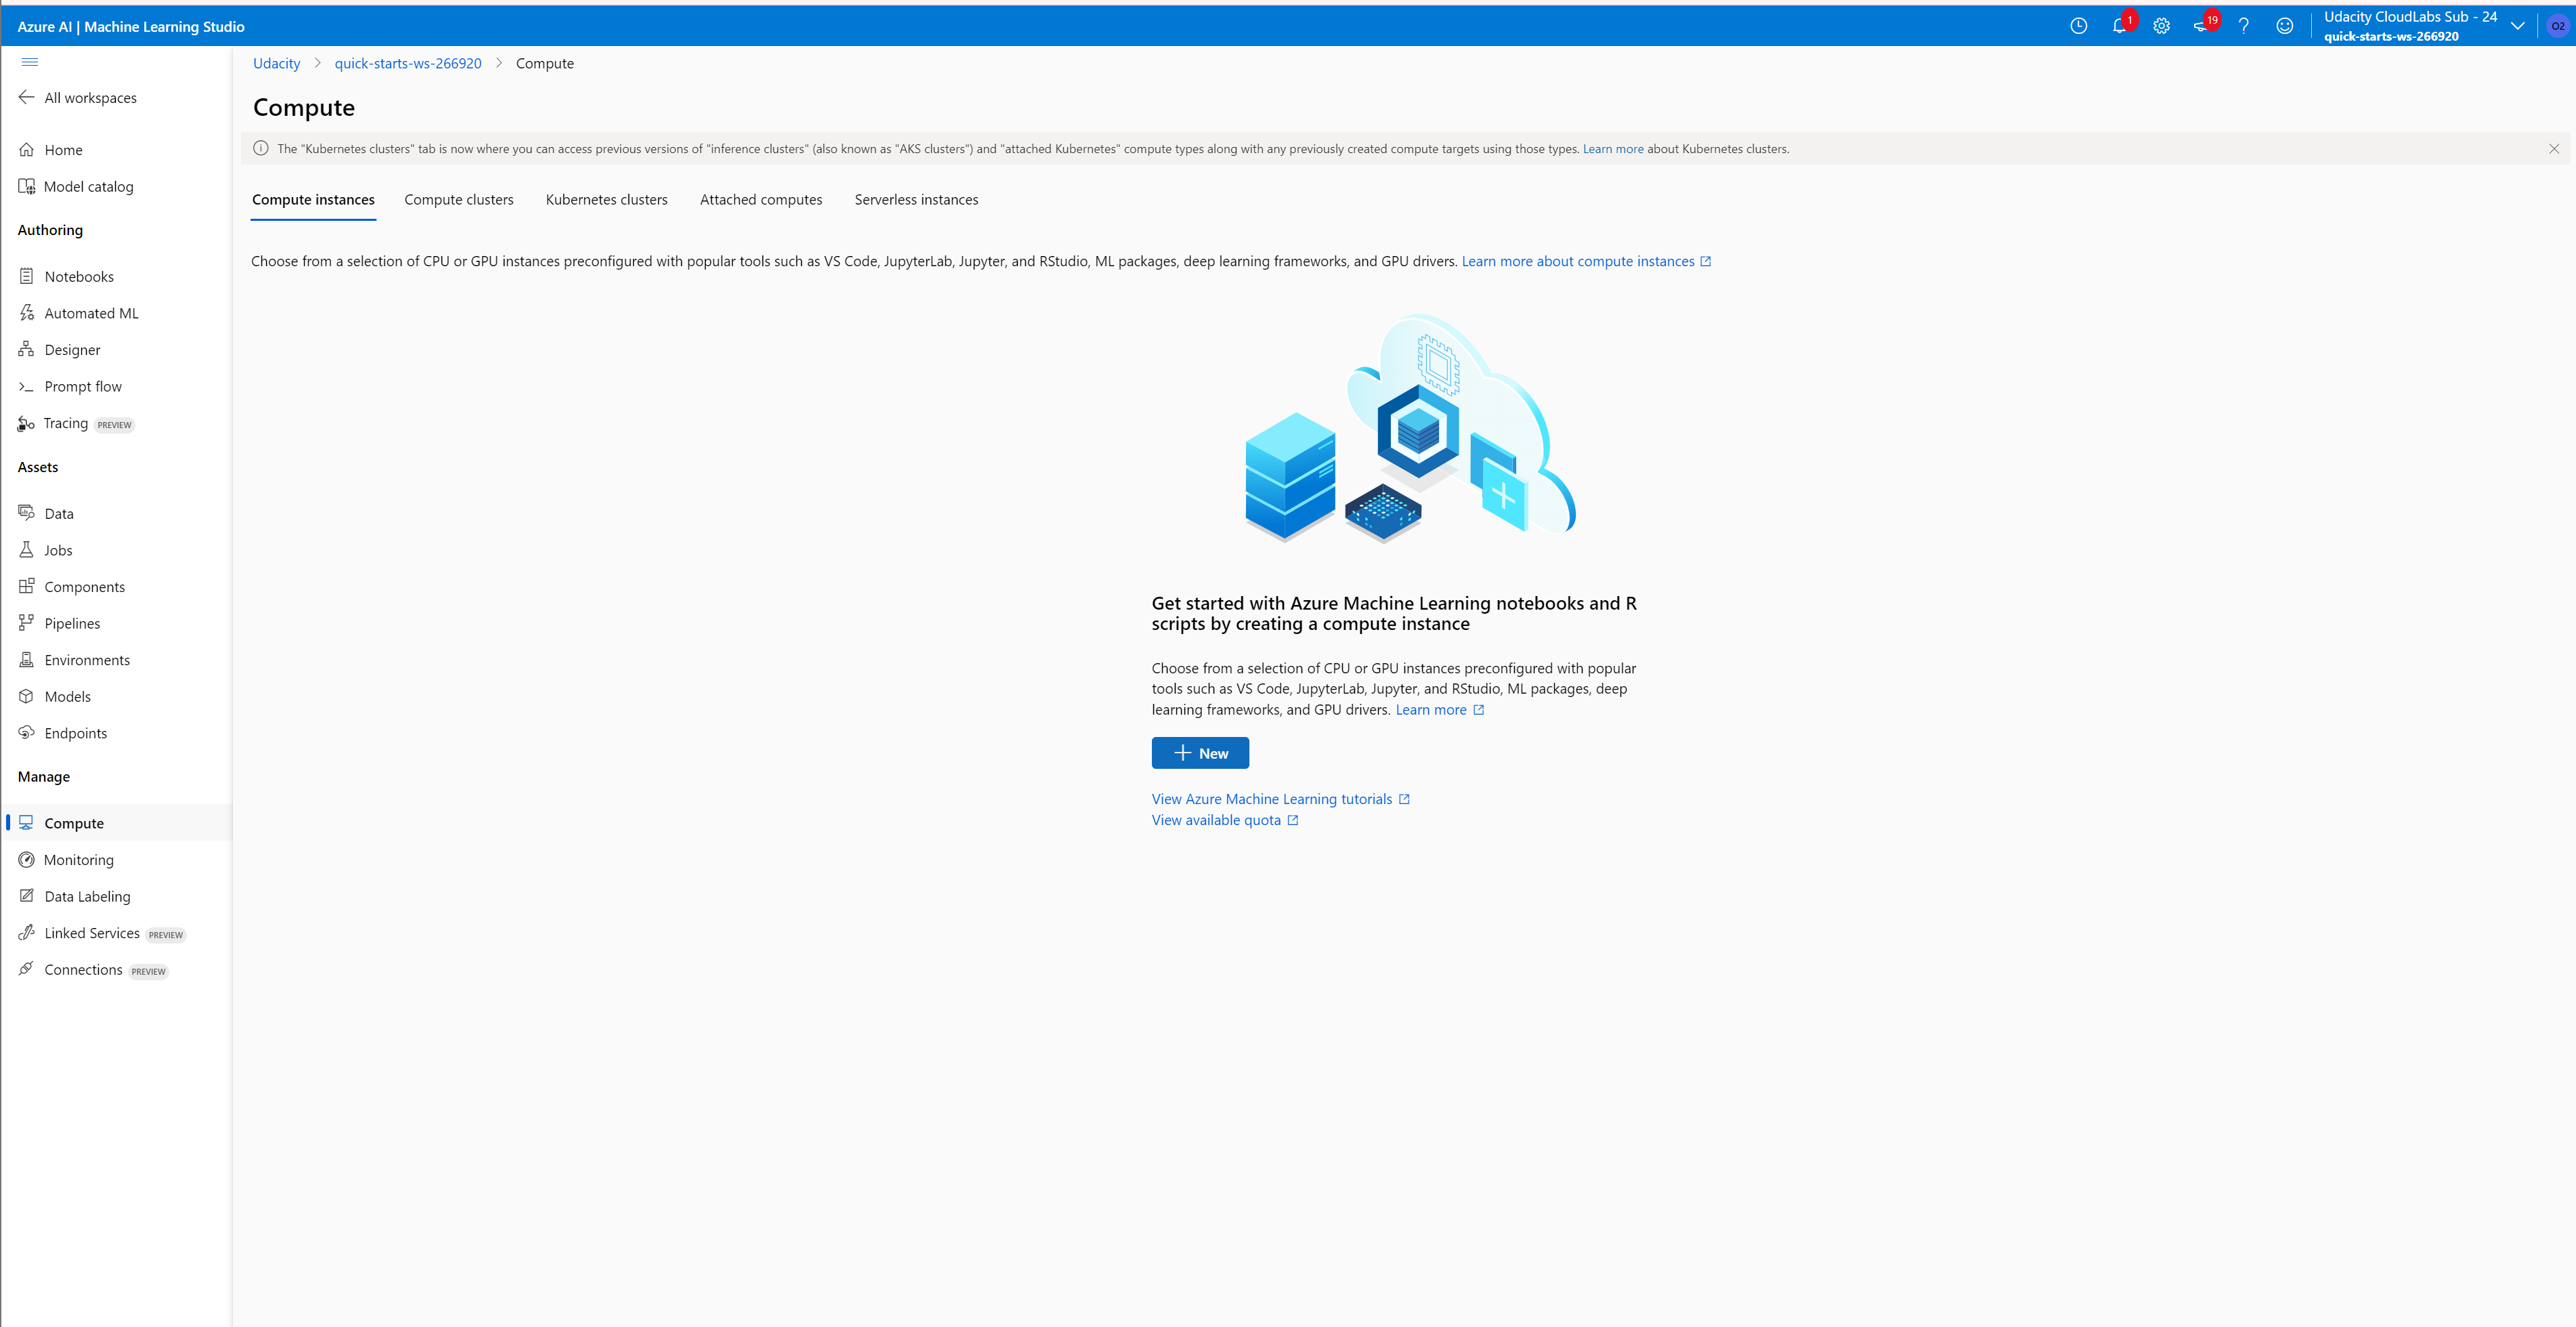 Azure AI | Machine Learning Studio
1
19
Udacity CloudLabs Sub - 24
quick-starts-ws-266920
O2
All workspaces
Home
Model catalog
Authoring
Notebooks
Automated ML
Designer
Prompt flow
Tracing PREVIEW
Assets
Data
Jobs
Components
Pipelines
Environments
Models
Endpoints
Manage
Compute
Monitoring
Data Labeling
Linked Services PREVIEW
Connections PREVIEW
Udacity > quick-starts-ws-266920 > Compute
Compute
The "Kubernetes clusters" tab is now where you can access previous versions of "inference clusters" (also known as "AKS clusters") and "attached Kubernetes" compute types along with any previously created compute targets using those types. Learn more about Kubernetes clusters.
Compute instances Compute clusters Kubernetes clusters Attached computes Serverless instances
Choose from a selection of CPU or GPU instances preconfigured with popular tools such as VS Code, JupyterLab, Jupyter, and RStudio, ML packages, deep learning frameworks, and GPU drivers. Learn more about compute instances
Get started with Azure Machine Learning notebooks and R
scripts by creating a compute instance
Choose from a selection of CPU or GPU instances preconfigured with popular
tools such as VS Code, JupyterLab, Jupyter, and RStudio, ML packages, deep
learning frameworks, and GPU drivers. Learn more
New
View Azure Machine Learning tutorials
View available quota